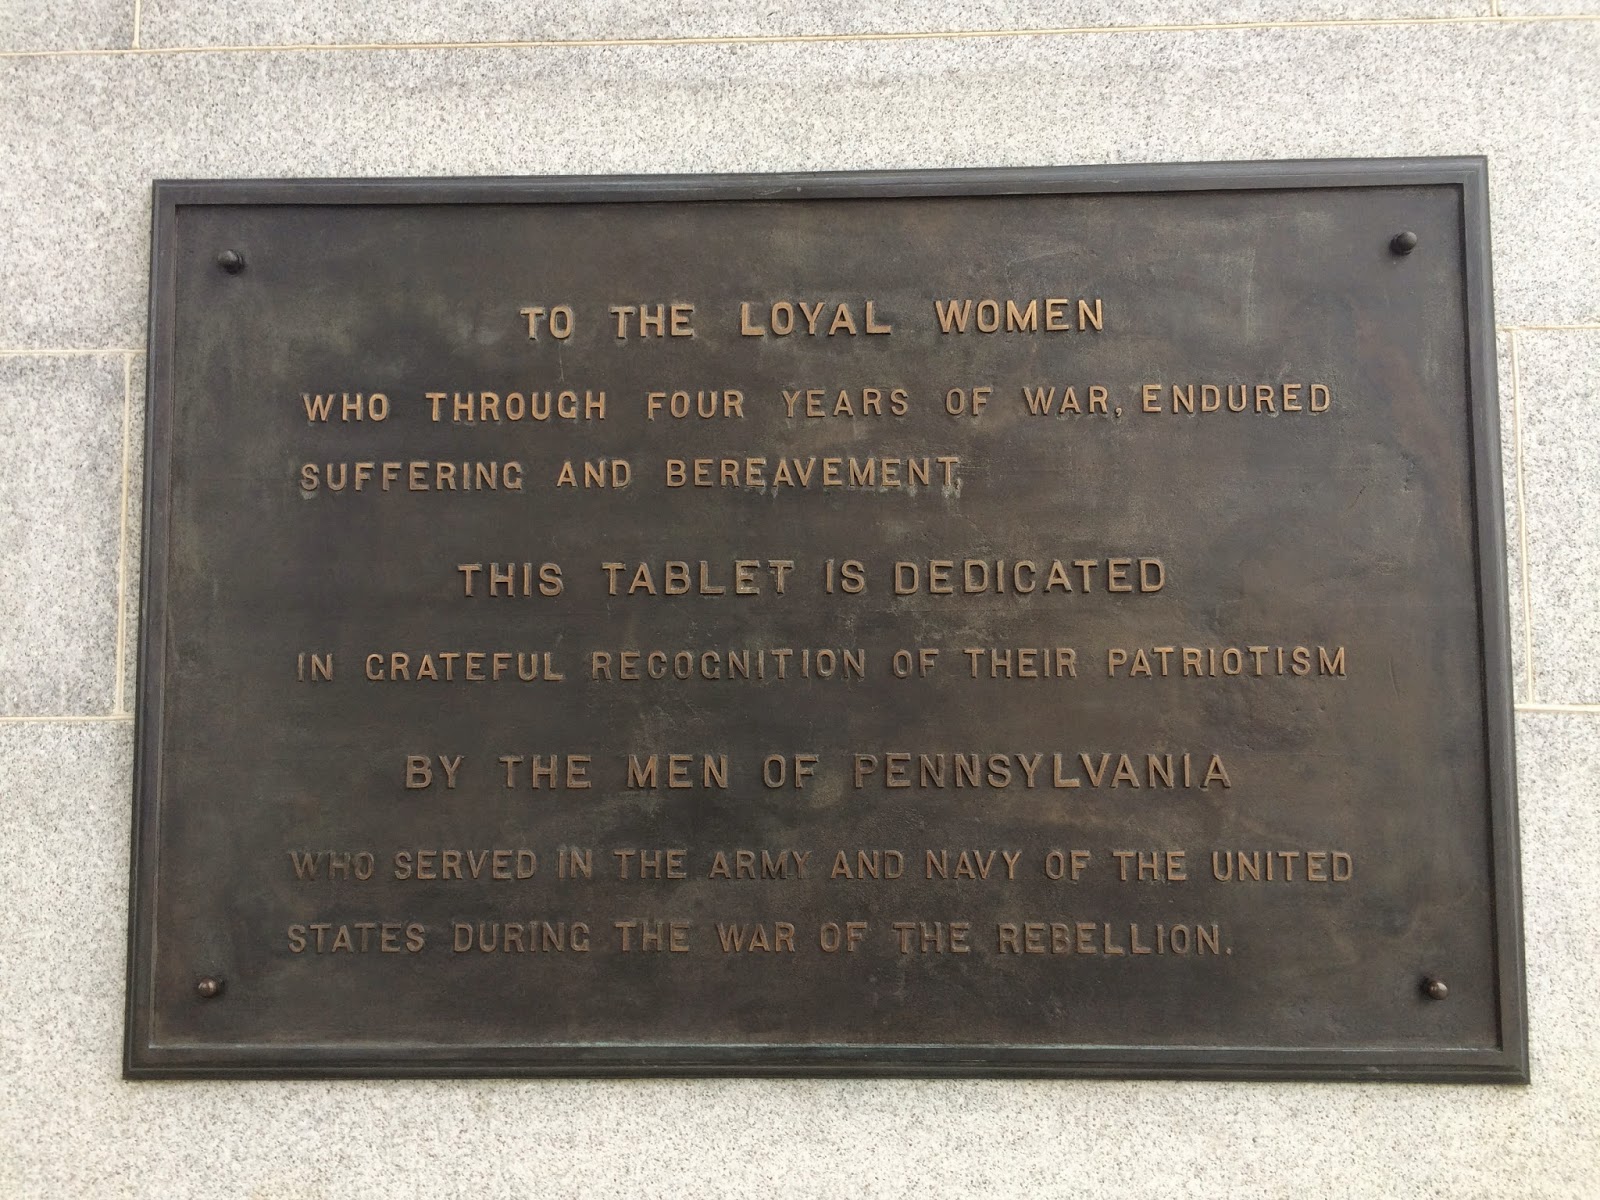 TO THE LOYAL WOMEN
WHO THROUGH FOUR YEARS OF WAR, ENDURED
SUFFERING AND BEREAVEMENT,
THIS TABLET IS DEDICATED
IN GRATEFUL RECOGNITION OF THEIR PATRIOTISM
BY THE MEN OF PENNSYLVANIA
WHO SERVED IN THE ARMY AND NAVY OF THE UNITED
STATES DURING THE WAR OF THE REBELLION.